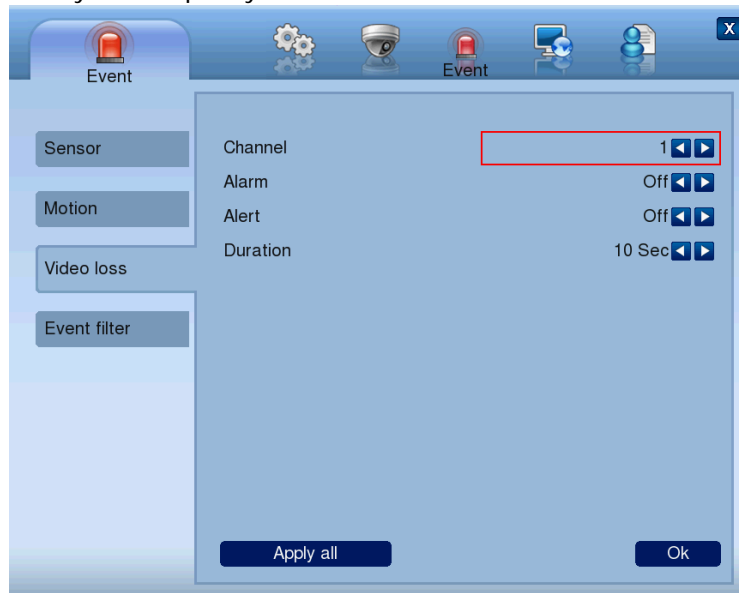 X
Event
Event
Sensor
Motion
Video loss
Event filter
Channel 1
Alarm Off
Alert Off
Duration 10 Sec
Apply all
Ok